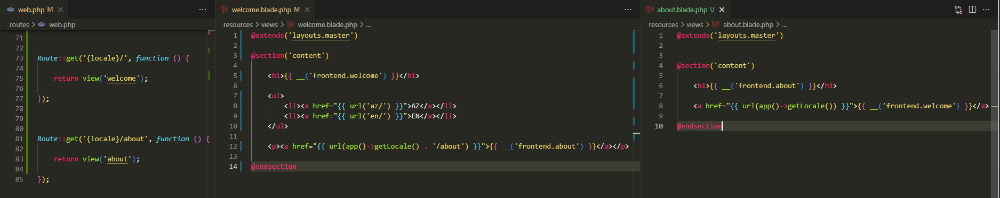 web.php M
routes > web.php
71
72
73 Route::get('{locale}/', function () {
74
75 return view('welcome');
76
77 });
78
79
80
81 Route::get('{locale}/about', function () {
82
83 return view('about');
84
85 });
welcome.blade.php M
resources > views > welcome.blade.php > ...
1 @extends('layouts.master')
2
3 @section('content')
4
5 <h1>{{ __('frontend.welcome') }}</h1>
6
7 <ul>
8 <li><a href="{{ url('az/') }}">AZ</a></li>
9 <li><a href="{{ url('en/') }}">EN</a></li>
10 </ul>
11
12 <p><a href="{{ url(app()->getLocale() . '/about') }}">{{ __('frontend.about') }}</a></p>
13
14 @endsection
about.blade.php U
resources > views > about.blade.php > ...
1 @extends('layouts.master')
2
3
4 @section('content')
5
6 <h1>{{ __('frontend.about') }}</h1>
7
8 <a href="{{ url(app()->getLocale()) }}">{{ __('frontend.welcome') }}</a>
9
10 @endsection